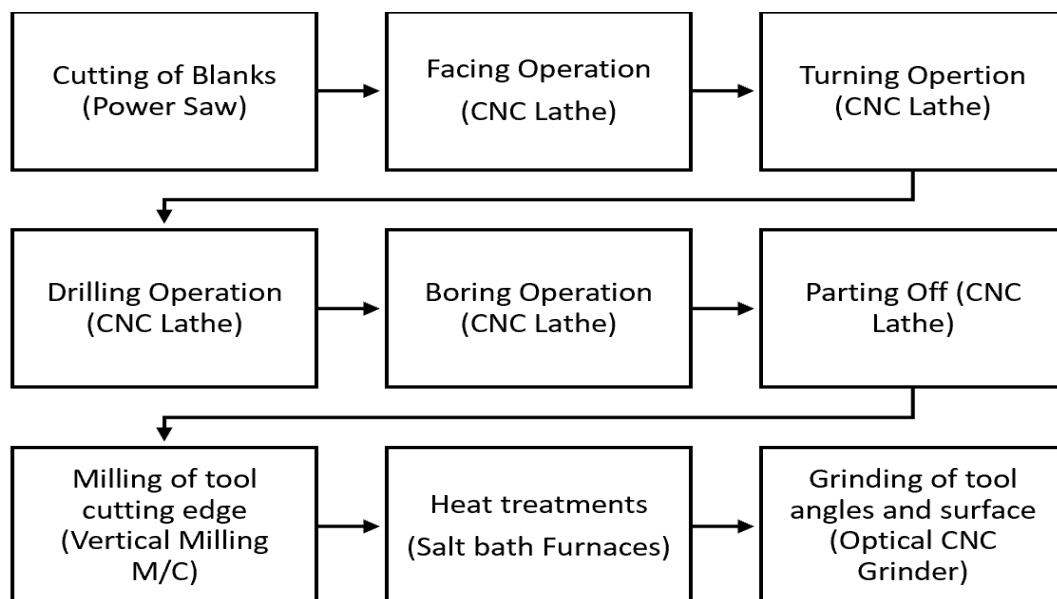 Cutting of Blanks
(Power Saw)
Facing Operation
(CNC Lathe)
Turning Opertion
(CNC Lathe)
Drilling Operation
(CNC Lathe)
Boring Operation
(CNC Lathe)
Parting Off (CNC
Lathe)
Milling of tool
cutting edge
(Vertical Milling
M/C)
Heat treatments
(Salt bath Furnaces)
Grinding of tool
angles and surface
(Optical CNC
Grinder)